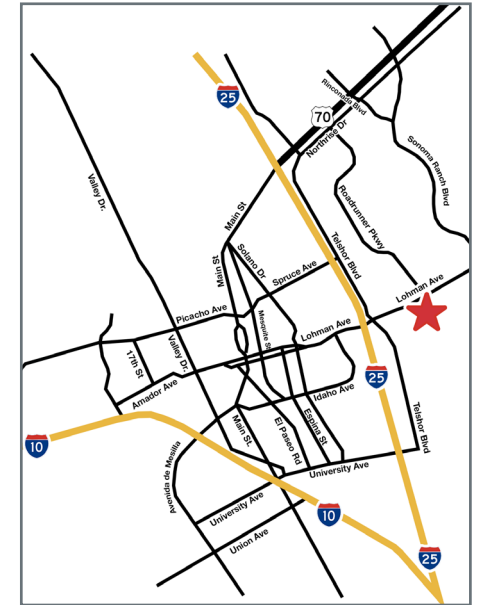 25
70
Rinconada Blvd
Northrise Dr
Sonoma Ranch Blvd
Valley Dr.
Roadrunner Pkwy
Main St
Solano Dr
Telshor Blvd
Main St
Spruce Ave
Lohman Ave
Picacho Ave
Mesquite St
Lohman Ave
17th St
Valley Dr.
25
Amador Ave
Idaho Ave
Main St
El Paseo Rd
Espina St
Telshor Blvd
10
Avenida de Mesilla
University Ave
University Ave
10
Union Ave
25